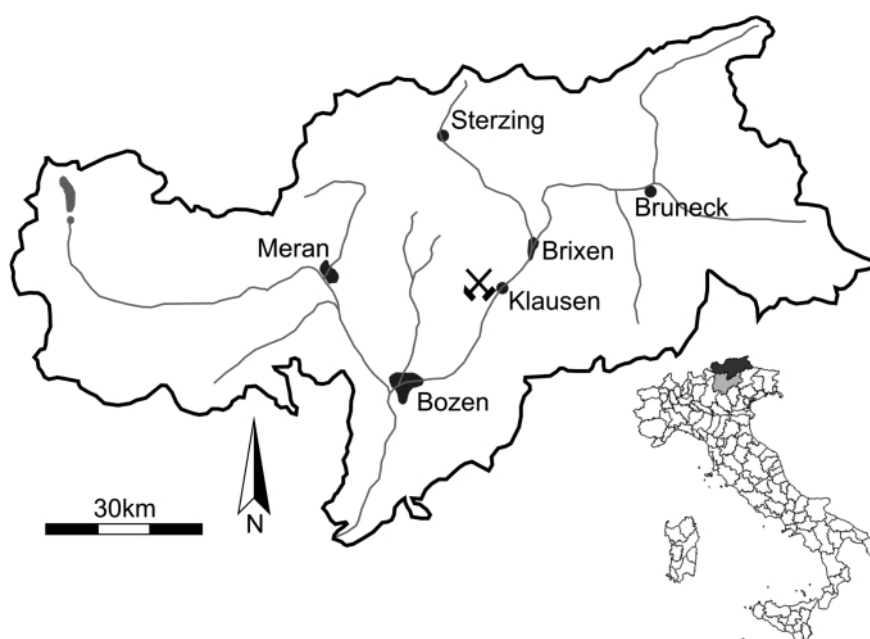 Sterzing
Bruneck
Meran
Brixen
Klausen
Bozen
30km
N